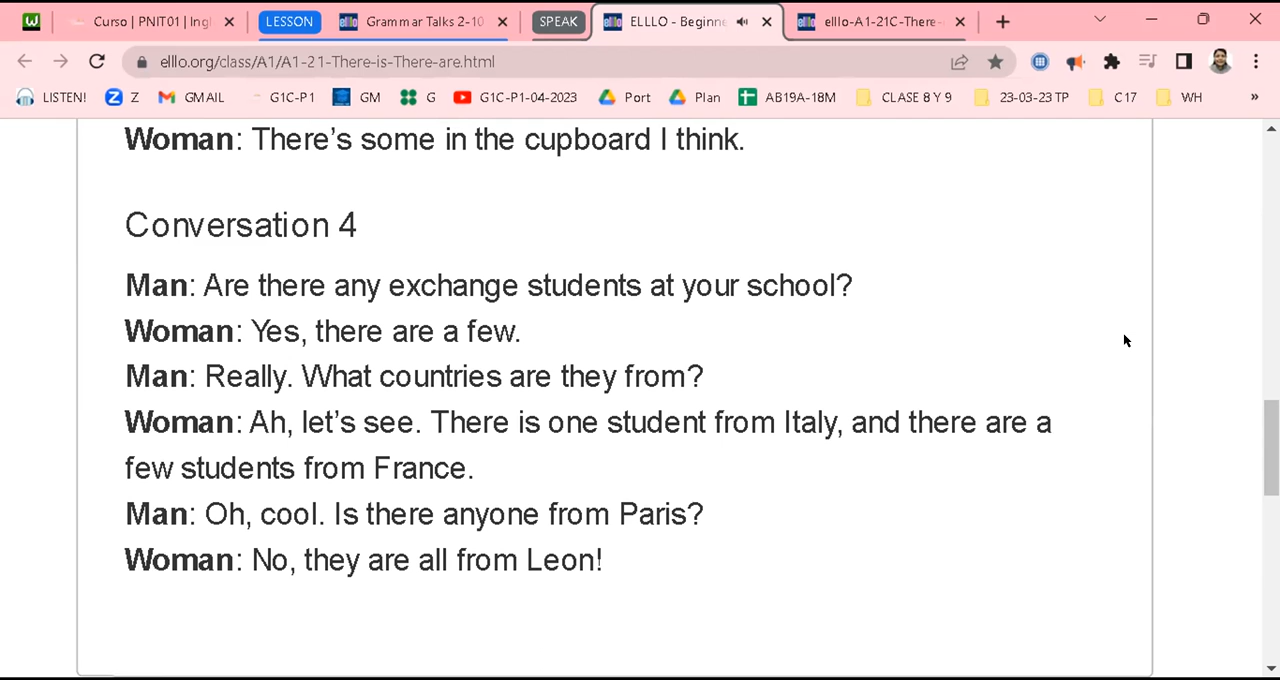 Curso | PNIT01 | Ingl
LESSON
elllo
Grammar Talks 2-10
SPEAK
elllo
ELLLO - Beginne
elllo
elllo-A1-21C-There-
elllo.org/class/A1/A1-21-There-is-There-are.html
LISTEN!
Z
GMAIL
G1C-P1
GM
G
G1C-P1-04-2023
Port
Plan
AB19A-18M
CLASE 8 Y 9
23-03-23 TP
C17
WH
»
Woman: There’s some in the cupboard I think.
Conversation 4
Man: Are there any exchange students at your school?
Woman: Yes, there are a few.
Man: Really. What countries are they from?
Woman: Ah, let’s see. There is one student from Italy, and there are a
few students from France.
Man: Oh, cool. Is there anyone from Paris?
Woman: No, they are all from Leon!